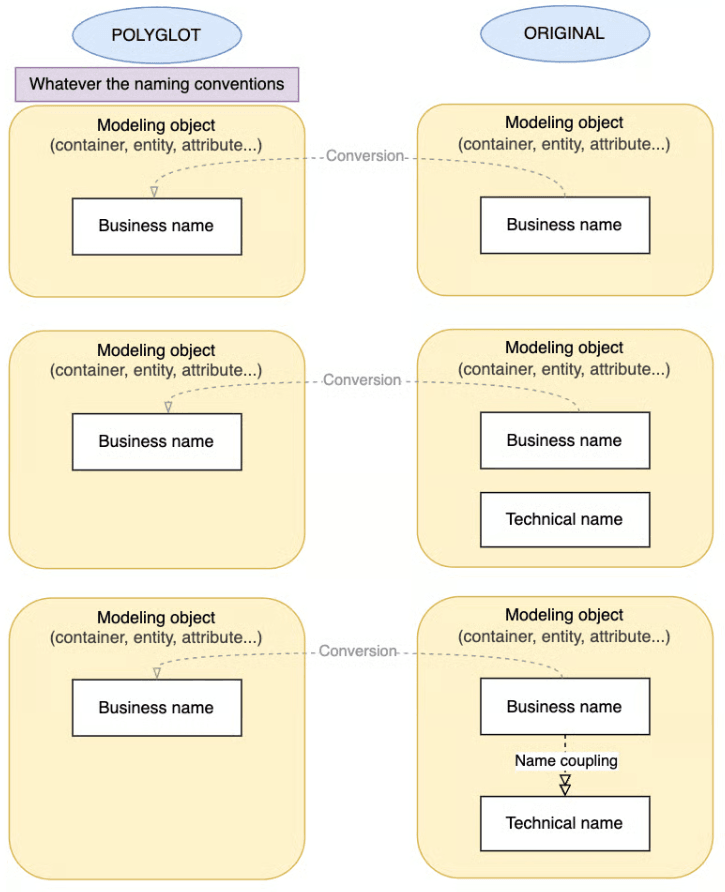 POLYGLOT
ORIGINAL
Whatever the naming conventions
Modeling object
(container, entity, attribute...)
Modeling object
(container, entity, attribute...)
Conversion
Business name
Business name
Modeling object
(container, entity, attribute...)
Modeling object
(container, entity, attribute...)
Conversion
Business name
Business name
Technical name
Modeling object
(container, entity, attribute...)
Modeling object
(container, entity, attribute...)
Conversion
Business name
Business name
Name coupling
Technical name